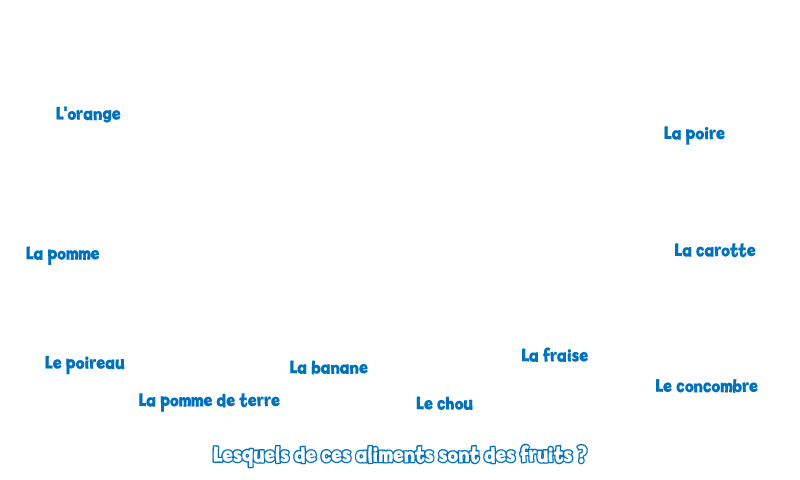 L'orange
La poire
La pomme
La carotte
Le poireau
La banane
La fraise
La pomme de terre
Le chou
Le concombre
Lesquels de ces aliments sont des fruits ?